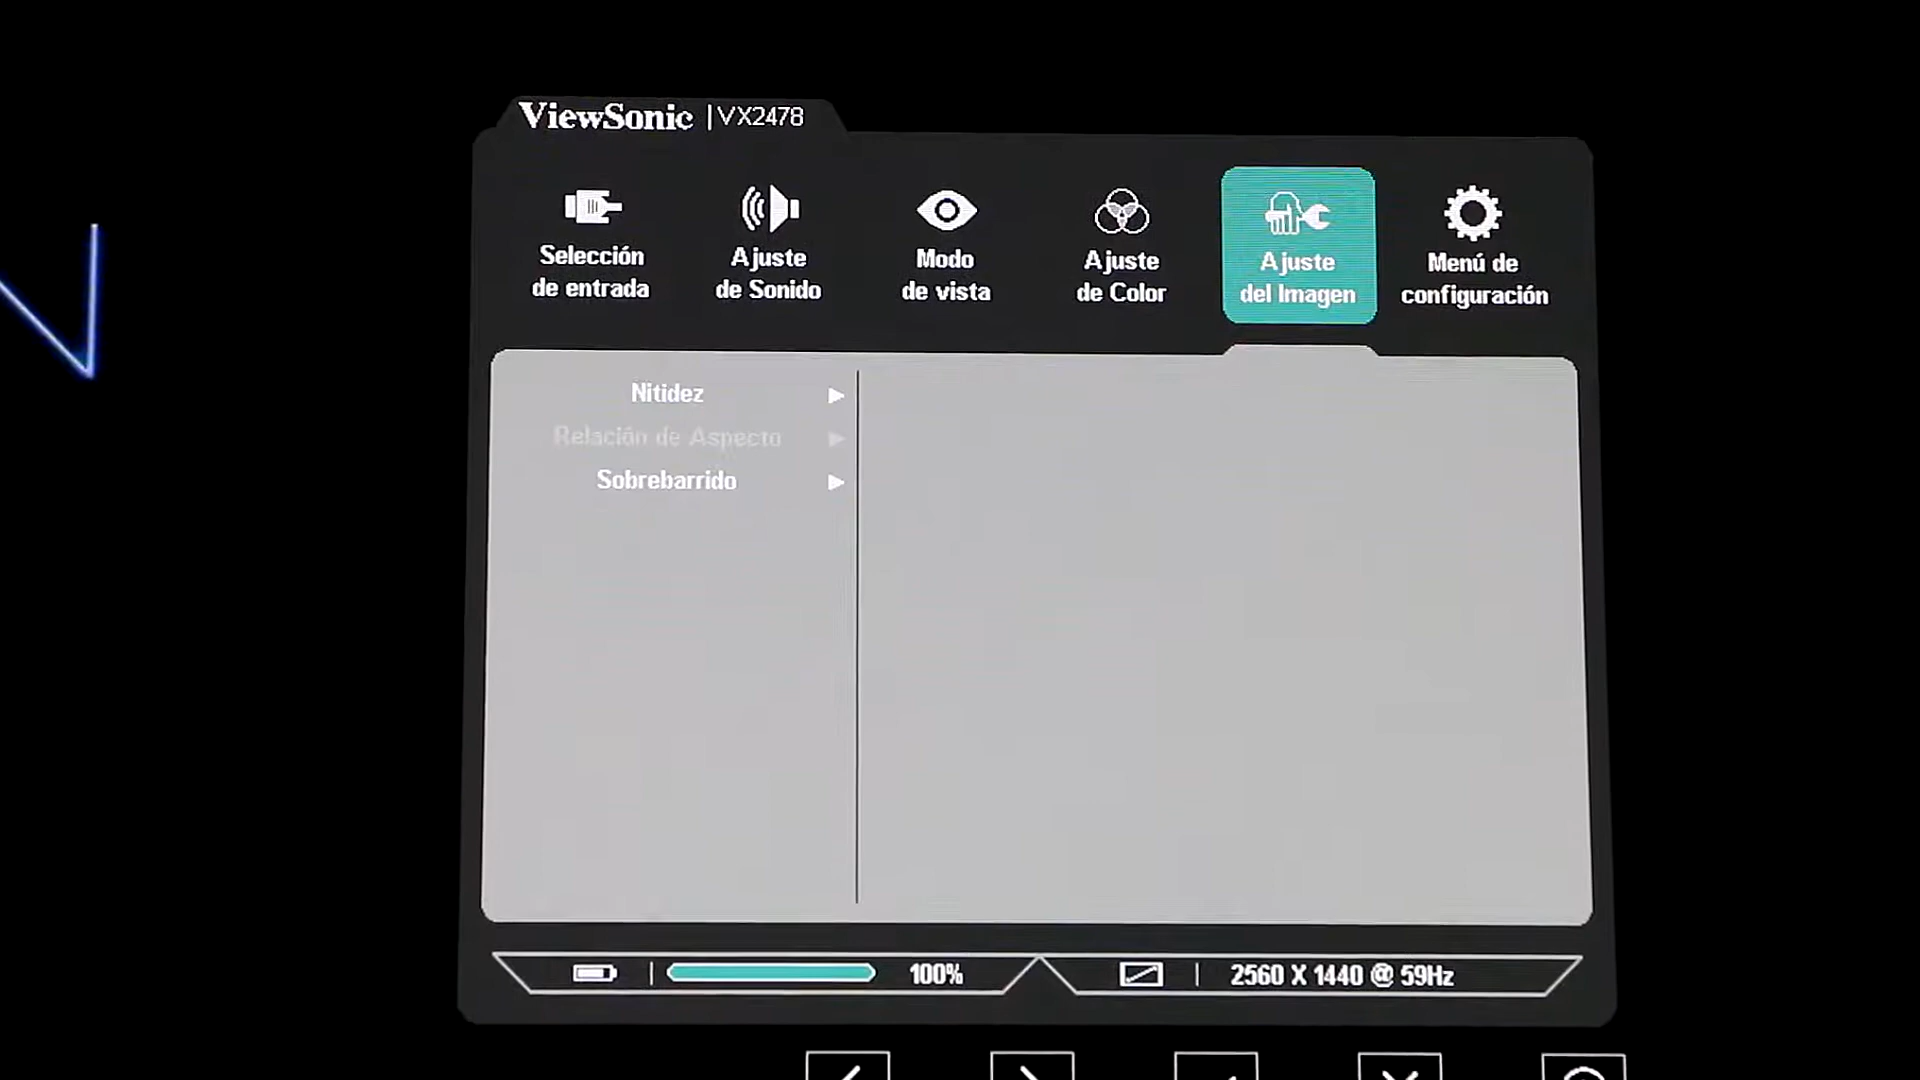 ViewSonic | VX2478
Selección
de entrada
Ajuste
de Sonido
Modo
de vista
Ajuste
de Color
Ajuste
del Imagen
Menú de
configuración
Nitidez
Relación de Aspecto
Sobrebarrido
100%
2560 X 1440 @ 59Hz